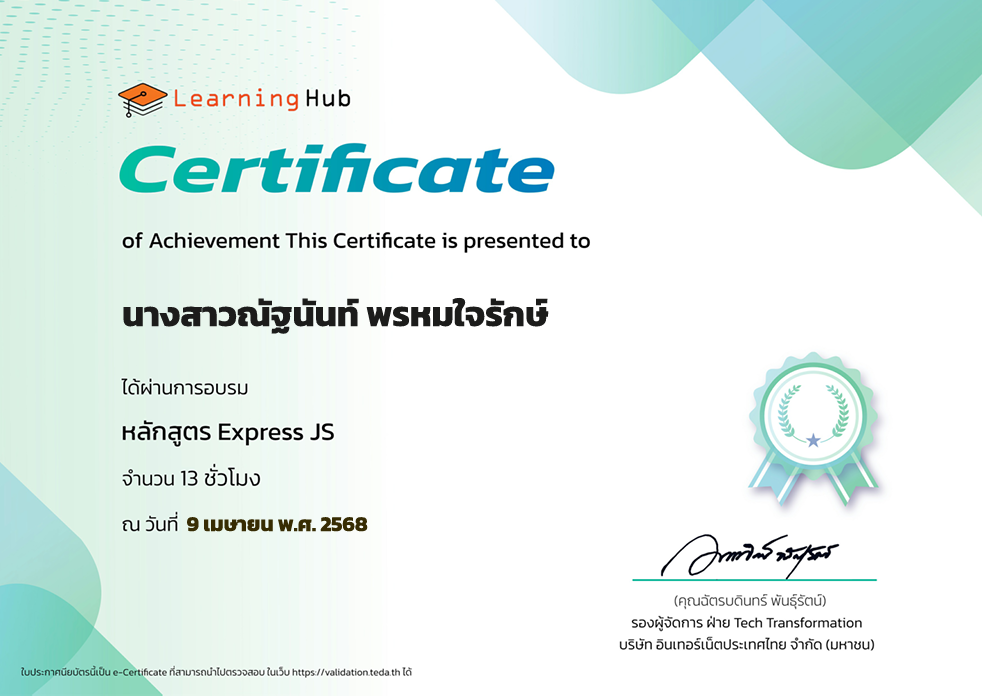 Learning Hub
Certificate
of Achievement This Certificate is presented to
นางสาวณัฐนันท์ พรหมใจรักษ์
ได้ผ่านการอบรม
หลักสูตร Express JS
จำนวน 13 ชั่วโมง
ณ วันที่ 9 เมษายน พ.ศ. 2568
(คุณฉัตรบดินทร์ พันธุ์รัตน์)
รองผู้จัดการ ฝ่าย Tech Transformation
บริษัท อินเทอร์เน็ตประเทศไทย จำกัด (มหาชน)
ใบประกาศนียบัตรนี้เป็น e-Certificate ที่สามารถนำไปตรวจสอบ ในเว็บ https://validation.teda.th ได้